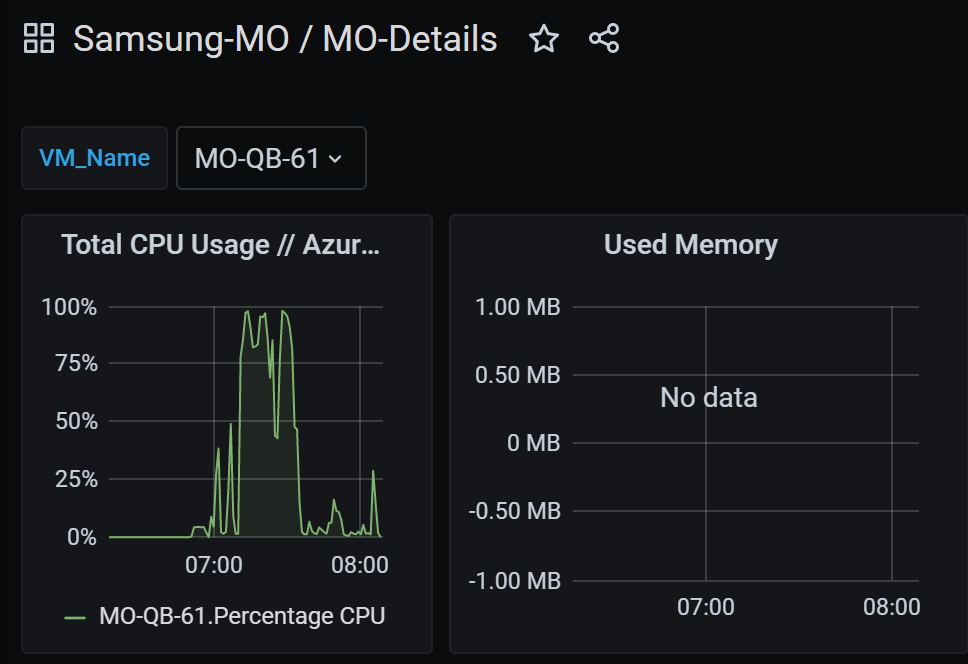 Samsung-MO / MO-Details
VM_Name
MO-QB-61
Total CPU Usage // Azur...
100%
75%
50%
25%
0%
07:00
08:00
MO-QB-61.Percentage CPU
Used Memory
1.00 MB
0.50 MB
0 MB
-0.50 MB
-1.00 MB
No data
07:00
08:00